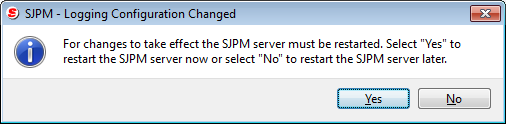 SJPM - Logging Configuration Changed
For changes to take effect the SJPM server must be restarted. Select "Yes" to
restart the SJPM server now or select "No" to restart the SJPM server later.
Yes No